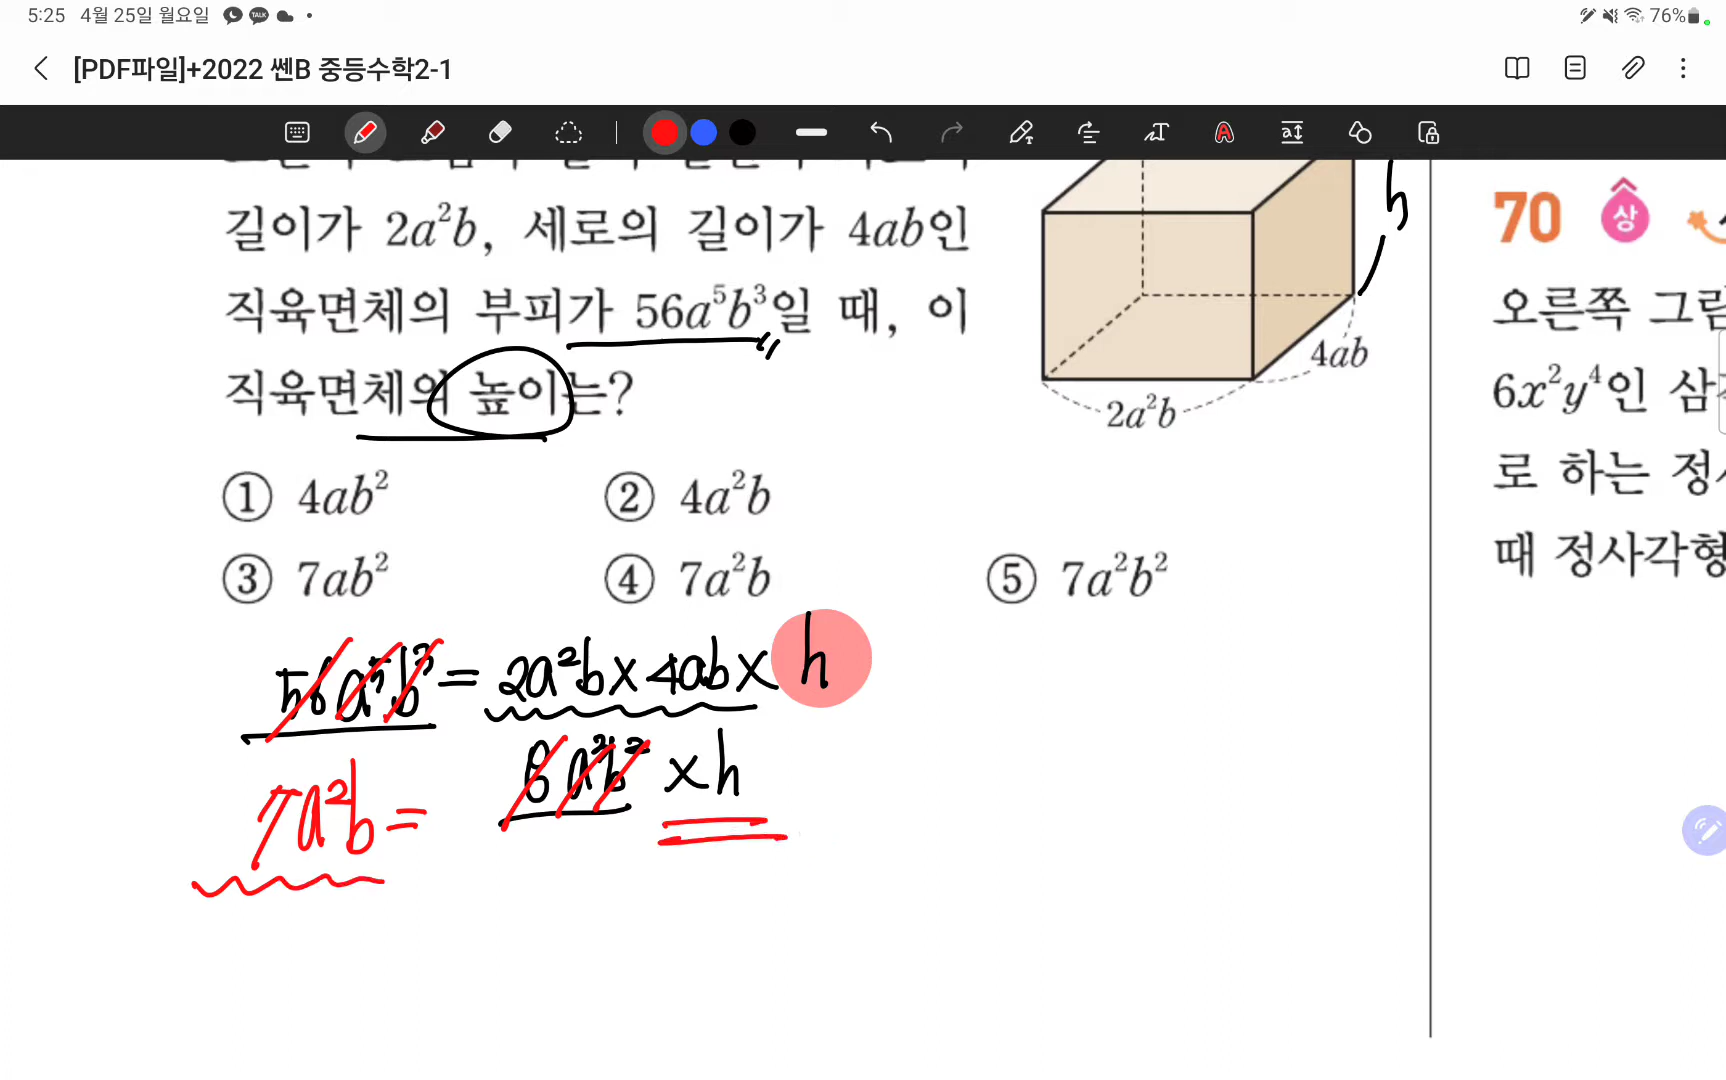 5:25 4월 25일 월요일 TALK 76%
[PDF파일]+2022 쎈B 중등수학2-1
길이가 2a²b, 세로의 길이가 4ab인
직육면체의 부피가 56a⁵b³일 때, 이
직육면체의 높이는?
① 4ab² ② 4a²b
③ 7ab² ④ 7a²b ⑤ 7a²b²
h
4ab
2a²b
56a⁵b³ = 2a²b × 4ab × h
8a³b² × h
7a²b =
70 상
오른쪽 그림
6x²y⁴인
로 하는
때 정사각형